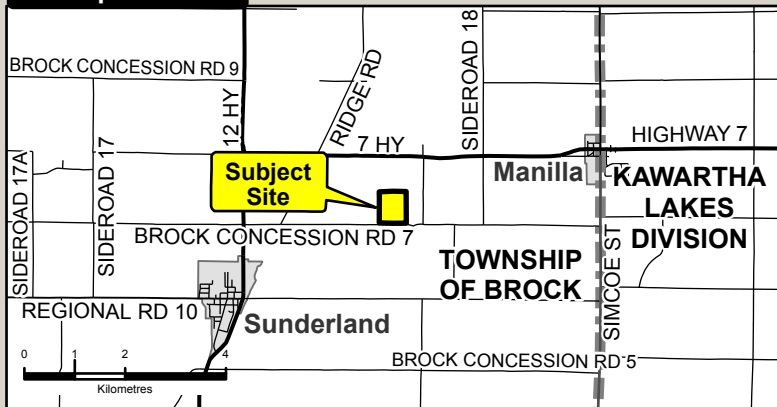 BROCK CONCESSION RD 9
SIDEROAD 17A
SIDEROAD 17
12 HY
RIDGE RD
SIDEROAD 18
7 HY
HIGHWAY 7
Subject
Site
Manilla
KAWARTHA
LAKES
DIVISION
BROCK CONCESSION RD 7
TOWNSHIP
OF BROCK
SIMCOE ST
REGIONAL RD 10
Sunderland
BROCK CONCESSION RD 5
0 1 2 4
Kilometres